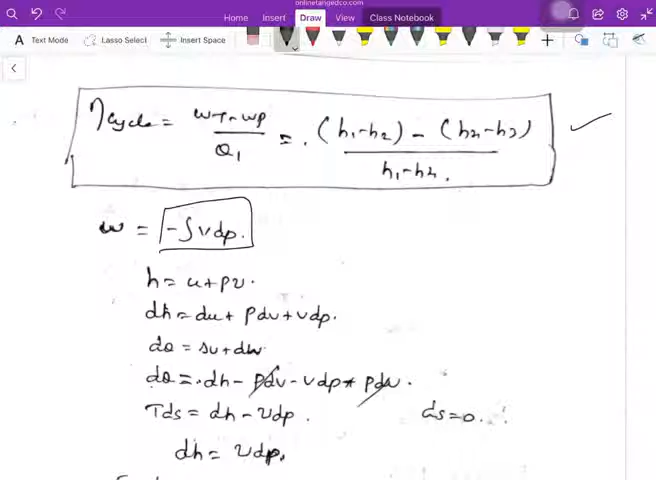 onlinetangedco.com
Home Insert Draw View Class Notebook
A Text Mode Lasso Select Insert Space
η cycle = (wT - wp) / Q1 = (h1-h2) - (h4-h3) / h1-h4.
w = -∫vdp.
h = u+pv.
dh = du + pdv + vdp.
dQ = du + dw
dQ = dh - pdv - vdp + pdv.
Tds = dh - vdp. ds=0.
dh = vdp.